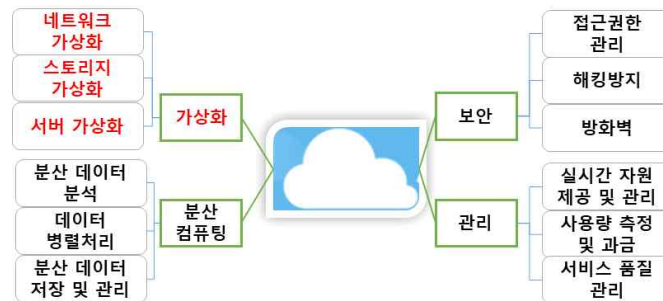 네트워크
가상화
스토리지
가상화
서버 가상화
가상화
분산 데이터
분석
데이터
병렬처리
분산 데이터
저장 및 관리
분산
컴퓨팅
보안
접근권한
관리
해킹방지
방화벽
관리
실시간 자원
제공 및 관리
사용량 측정
및 과금
서비스 품질
관리